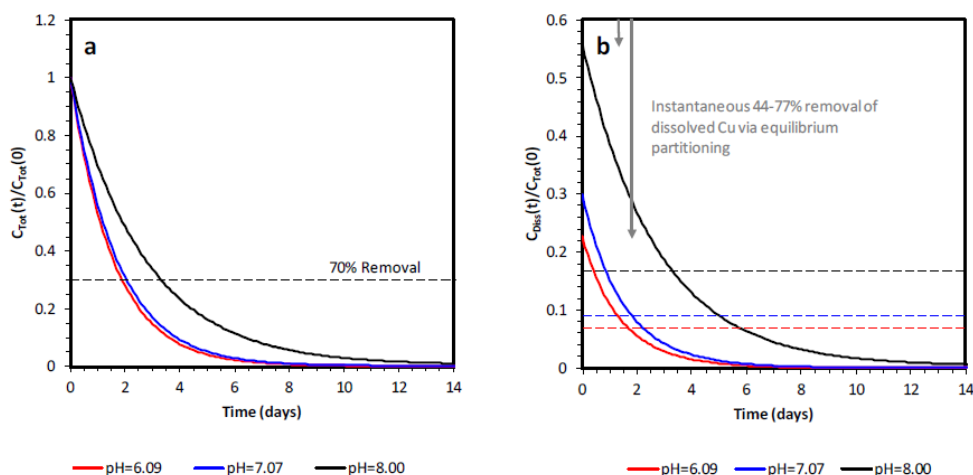 a
1.2
1
0.8
0.6
0.4
0.2
0
C_Tot(t)/C_Tot(0)
70% Removal
0 2 4 6 8 10 12 14
Time (days)
pH=6.09 pH=7.07 pH=8.00
b
0.6
0.5
0.4
0.3
0.2
0.1
0
C_Diss(t)/C_Tot(0)
Instantaneous 44-77% removal of
dissolved Cu via equilibrium
partitioning
0 2 4 6 8 10 12 14
Time (days)
pH=6.09 pH=7.07 pH=8.00